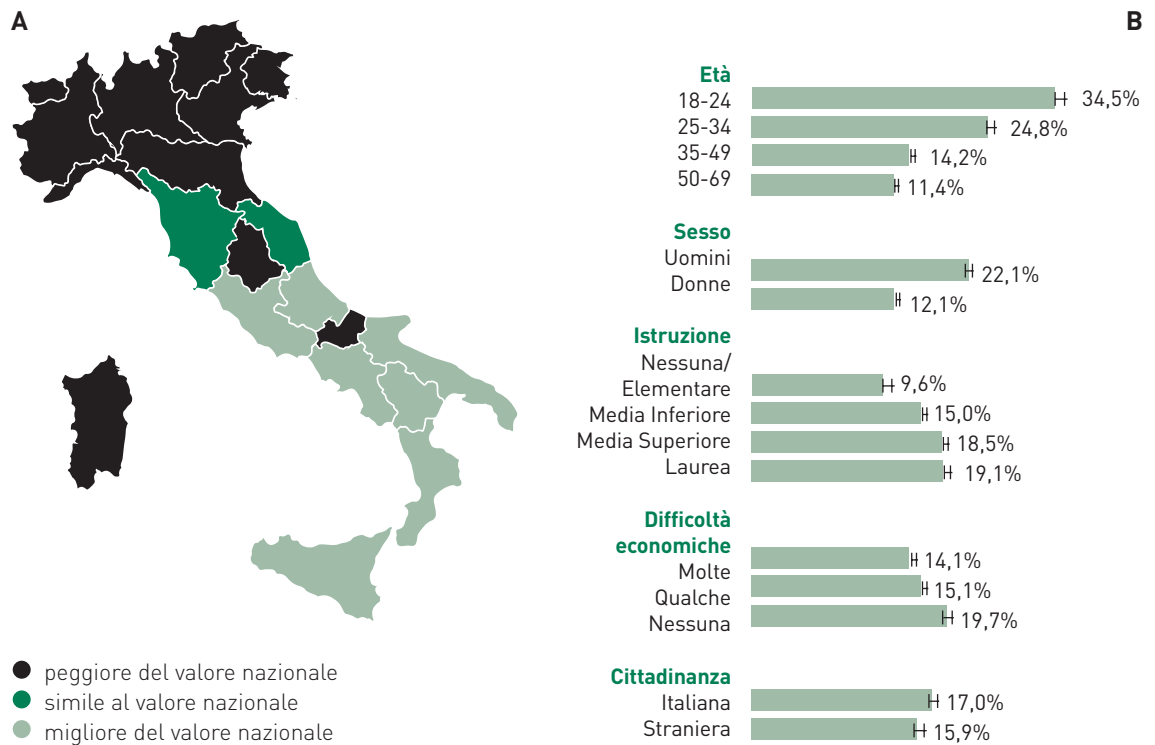 A
peggiore del valore nazionale
simile al valore nazionale
migliore del valore nazionale
B
Età
18-24 34,5%
25-34 24,8%
35-49 14,2%
50-69 11,4%
Sesso
Uomini 22,1%
Donne 12,1%
Istruzione
Nessuna/
Elementare 9,6%
Media Inferiore 15,0%
Media Superiore 18,5%
Laurea 19,1%
Difficoltà
economiche
Molte 14,1%
Qualche 15,1%
Nessuna 19,7%
Cittadinanza
Italiana 17,0%
Straniera 15,9%